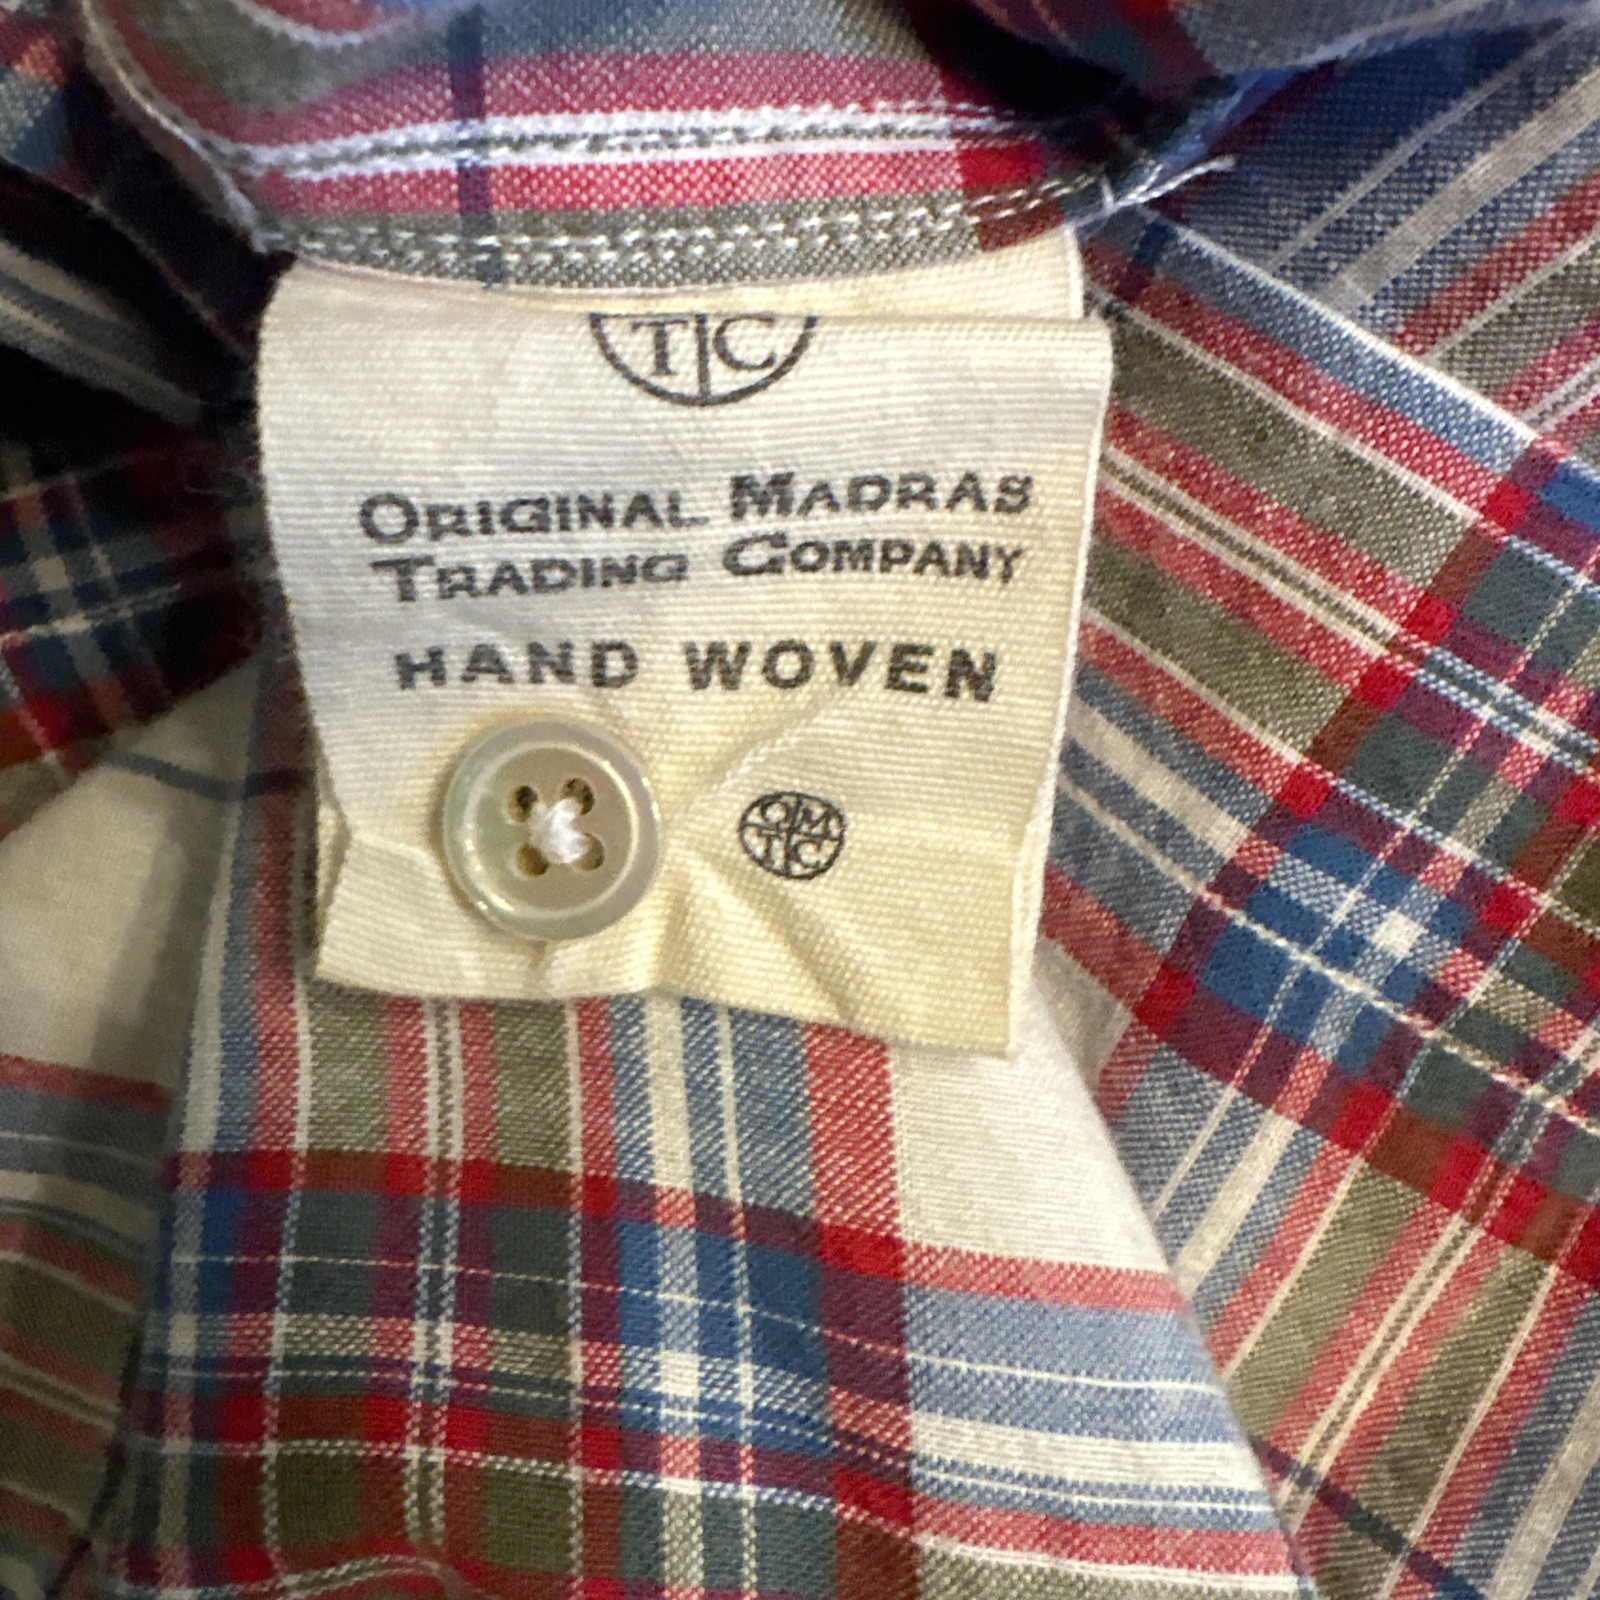 T C
ORIGINAL MADRAS
TRADING COMPANY
HAND WOVEN
O M
T C